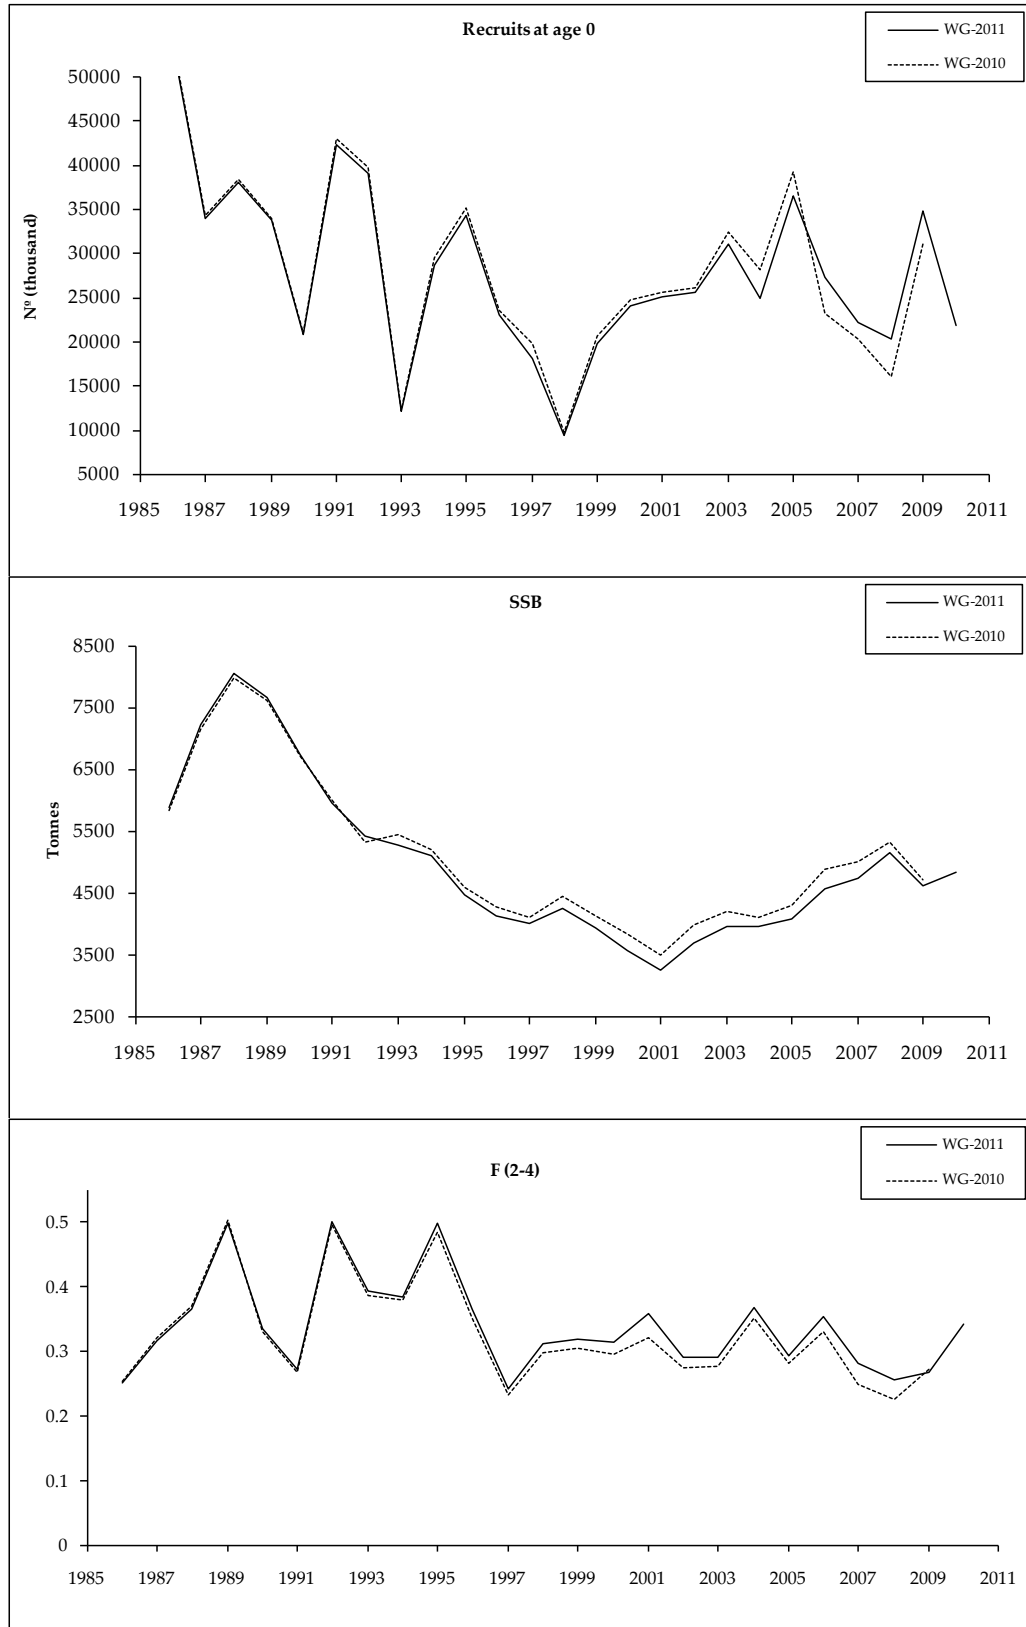 Recruits at age 0
WG-2011
WG-2010
Nº (thousand)
50000
45000
40000
35000
30000
25000
20000
15000
10000
5000
1985 1987 1989 1991 1993 1995 1997 1999 2001 2003 2005 2007 2009 2011
SSB
WG-2011
WG-2010
Tonnes
8500
7500
6500
5500
4500
3500
2500
1985 1987 1989 1991 1993 1995 1997 1999 2001 2003 2005 2007 2009 2011
F (2-4)
WG-2011
WG-2010
0.5
0.4
0.3
0.2
0.1
0
1985 1987 1989 1991 1993 1995 1997 1999 2001 2003 2005 2007 2009 2011